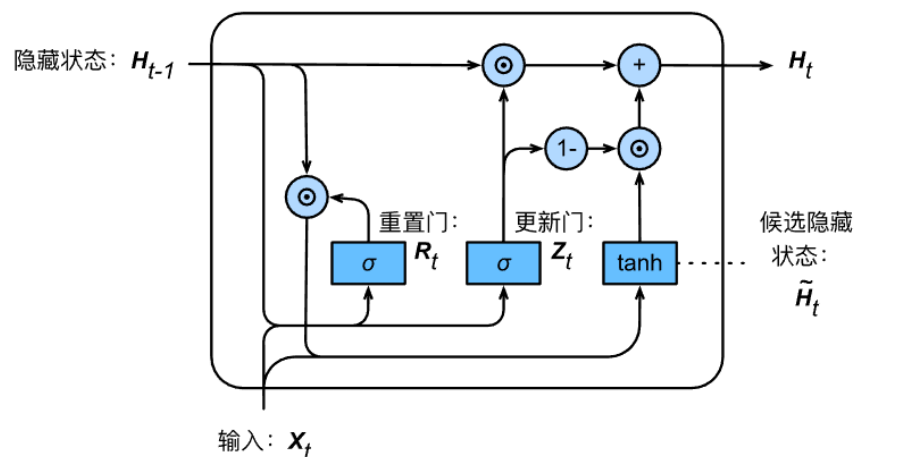 隐藏状态：H_{t-1}
⊙
+
H_t
1-
⊙
⊙
重置门：
R_t
更新门：
Z_t
候选隐藏
状态：
H̃_t
σ
σ
tanh
输入：X_t